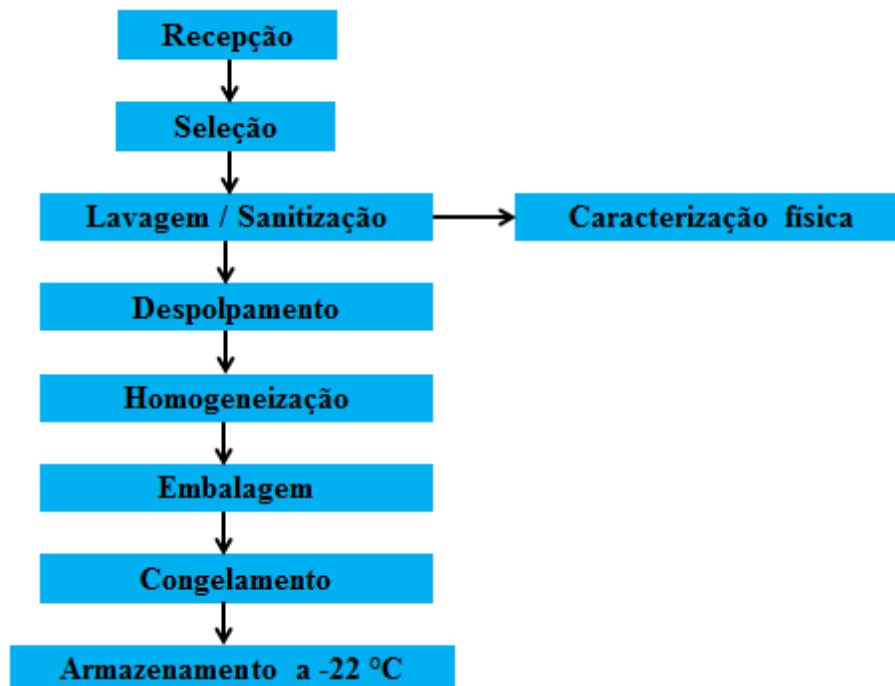 Recepção
Seleção
Lavagem / Sanitização
Caracterização física
Despolpamento
Homogeneização
Embalagem
Congelamento
Armazenamento a -22 °C